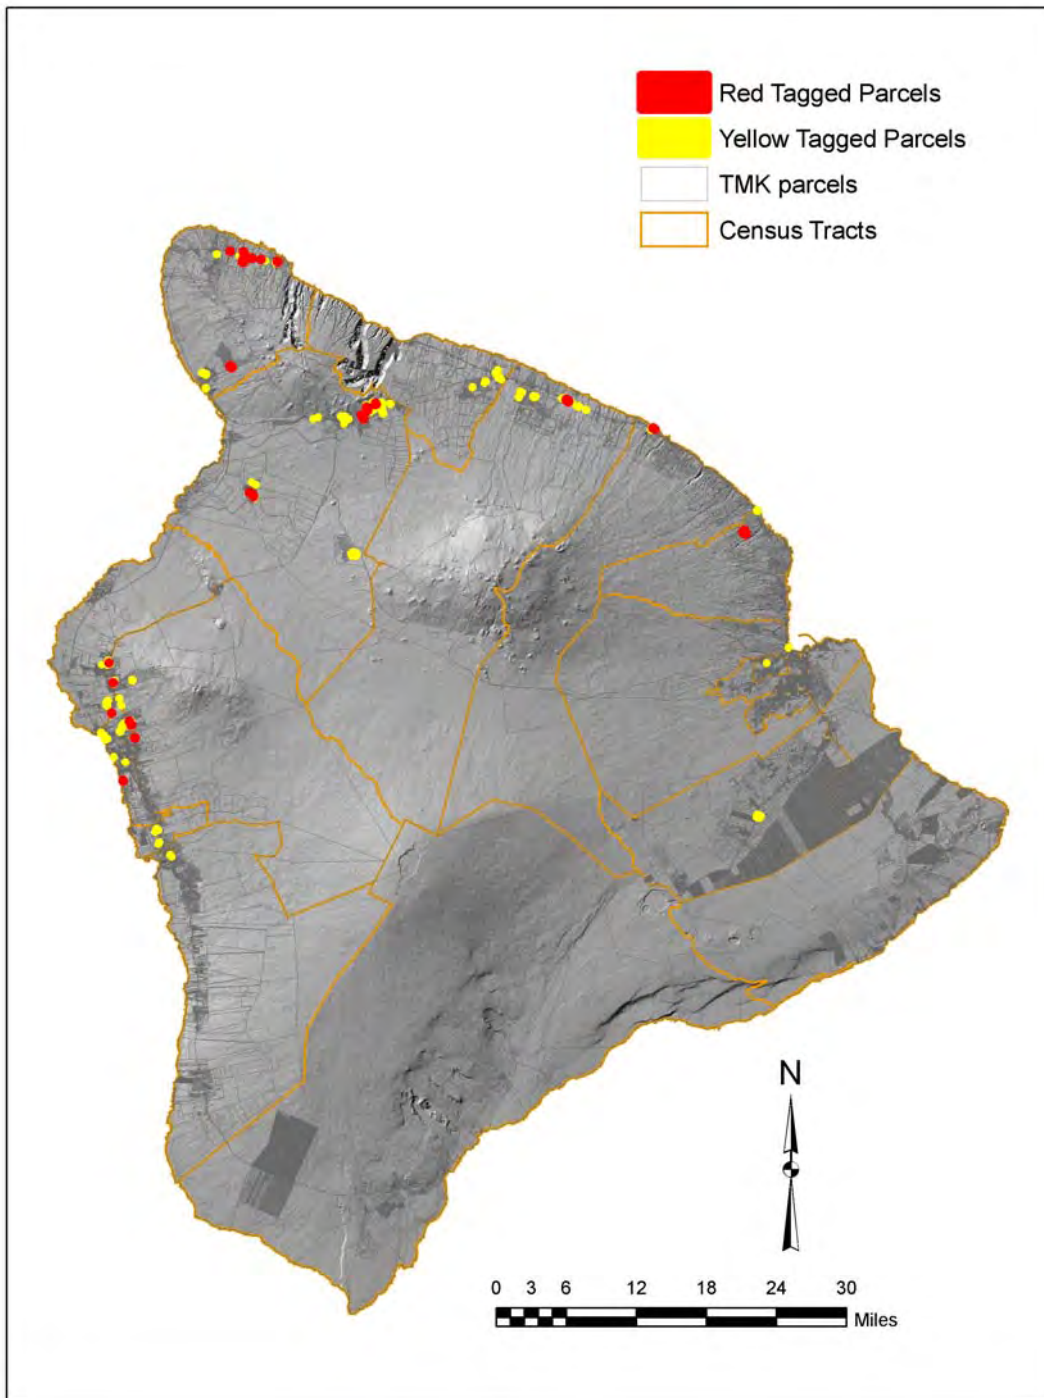 Red Tagged Parcels
Yellow Tagged Parcels
TMK parcels
Census Tracts
N
0 3 6 12 18 24 30
Miles